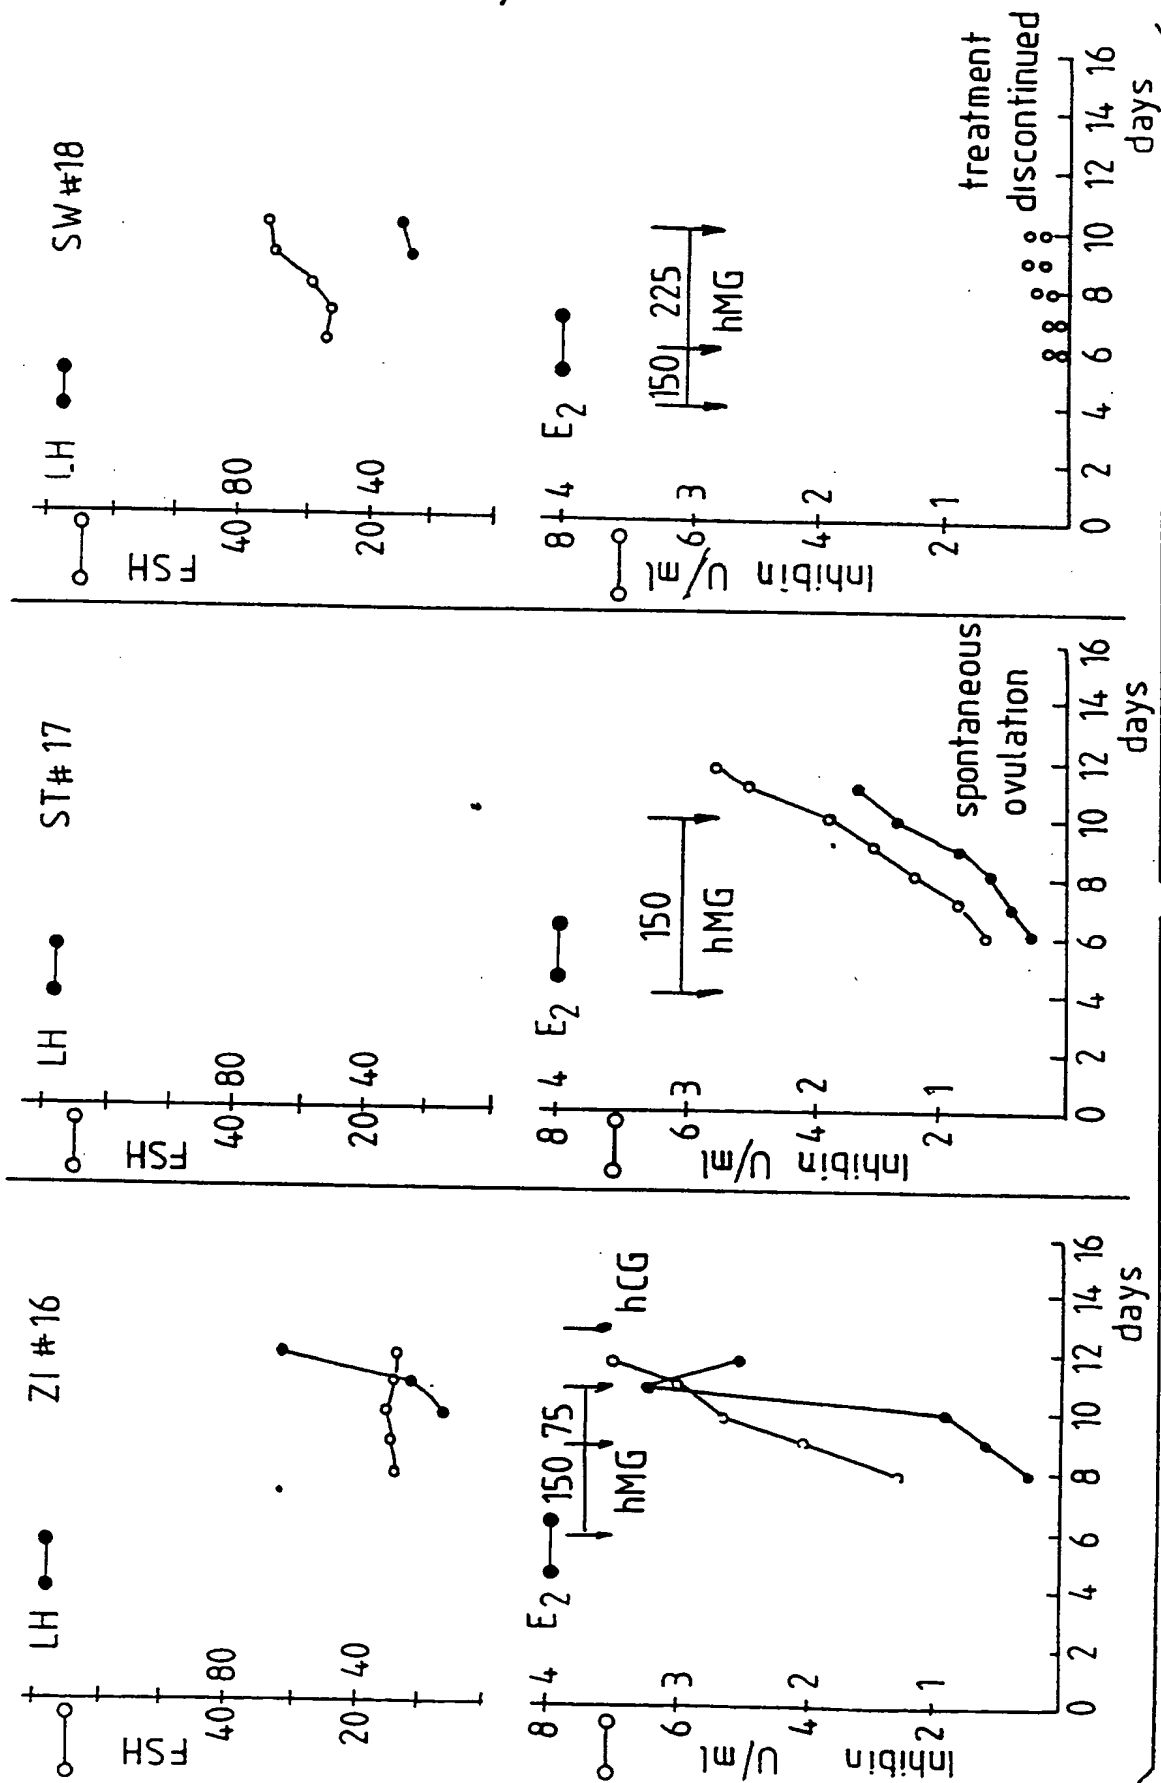 ZI #16
LH
FSH
40 80
20 40
E2
8 4
6 3
4 2
2 1
Inhibin U/ml
150 75
hMG
hCG
0 2 4 6 8 10 12 14 16
days
ST# 17
LH
FSH
40 80
20 40
E2
8 4
6 3
4 2
2 1
Inhibin U/ml
150
hMG
spontaneous
ovulation
0 2 4 6 8 10 12 14 16
days
SW #18
LH
FSH
40 80
20 40
E2
8 4
6 3
4 2
2 1
Inhibin U/ml
150 225
hMG
treatment
discontinued
0 2 4 6 8 10 12 14 16
days